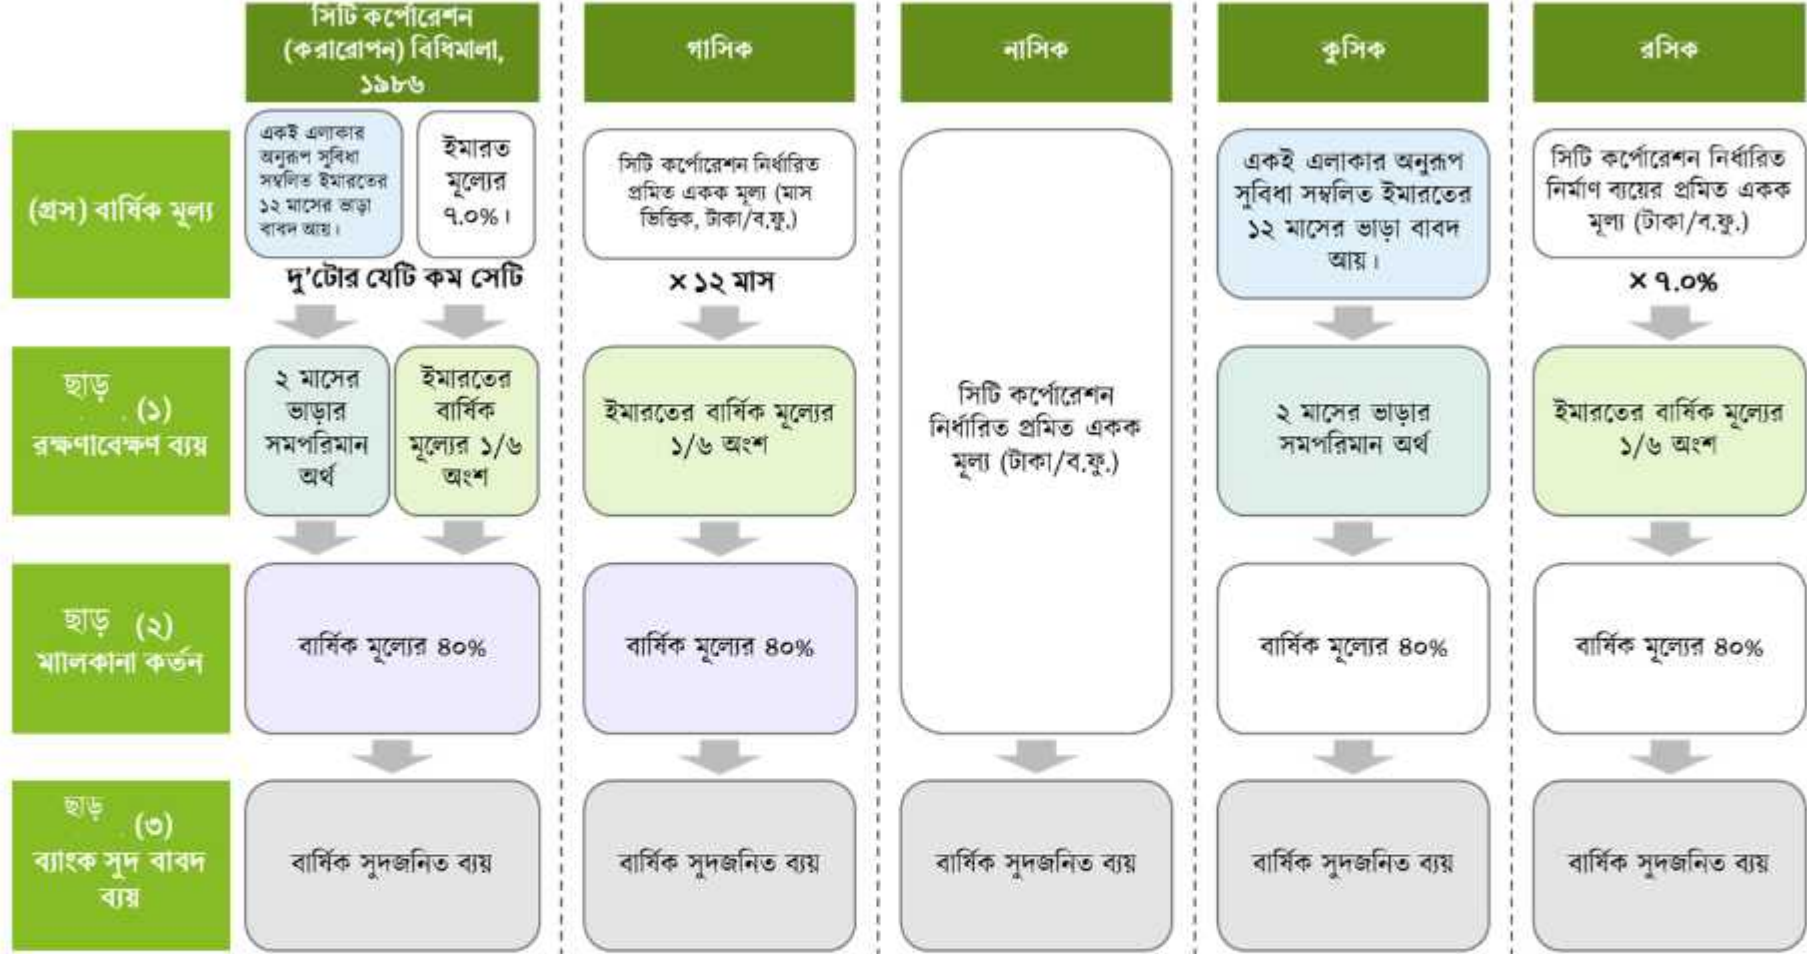 সিটি কর্পোরেশন
(করারোপন) বিধিমালা,
১৯৮৬
গাসিক
নাসিক
কুসিক
রসিক
(গ্রস) বার্ষিক মূল্য
একই এলাকার
অনুরূপ সুবিধা
সম্বলিত ইমারতের
১২ মাসের ভাড়া
বাবদ আয়।
ইমারত
মূল্যের
৭.০%।
দু'টোর যেটি কম সেটি
সিটি কর্পোরেশন নির্ধারিত
প্রমিত একক মূল্য (মাস
ভিত্তিক, টাকা/ব.ফু.)
× ১২ মাস
একই এলাকার অনুরূপ
সুবিধা সম্বলিত ইমারতের
১২ মাসের ভাড়া বাবদ
আয়।
সিটি কর্পোরেশন নির্ধারিত
নির্মাণ ব্যয়ের প্রমিত একক
মূল্য (টাকা/ব.ফু.)
× ৭.০%
ছাড়
(১)
রক্ষণাবেক্ষণ ব্যয়
২ মাসের
ভাড়ার
সমপরিমান
অর্থ
ইমারতের
বার্ষিক
মূল্যের ১/৬
অংশ
ইমারতের বার্ষিক মূল্যের
১/৬ অংশ
সিটি কর্পোরেশন
নির্ধারিত প্রমিত একক
মূল্য (টাকা/ব.ফু.)
২ মাসের ভাড়ার
সমপরিমান অর্থ
ইমারতের বার্ষিক মূল্যের
১/৬ অংশ
ছাড় (২)
মাালকানা কর্তন
বার্ষিক মূল্যের ৪০%
বার্ষিক মূল্যের ৪০%
বার্ষিক মূল্যের ৪০%
বার্ষিক মূল্যের ৪০%
ছাড়
(৩)
ব্যাংক সুদ বাবদ
ব্যয়
বার্ষিক সুদজনিত ব্যয়
বার্ষিক সুদজনিত ব্যয়
বার্ষিক সুদজনিত ব্যয়
বার্ষিক সুদজনিত ব্যয়
বার্ষিক সুদজনিত ব্যয়